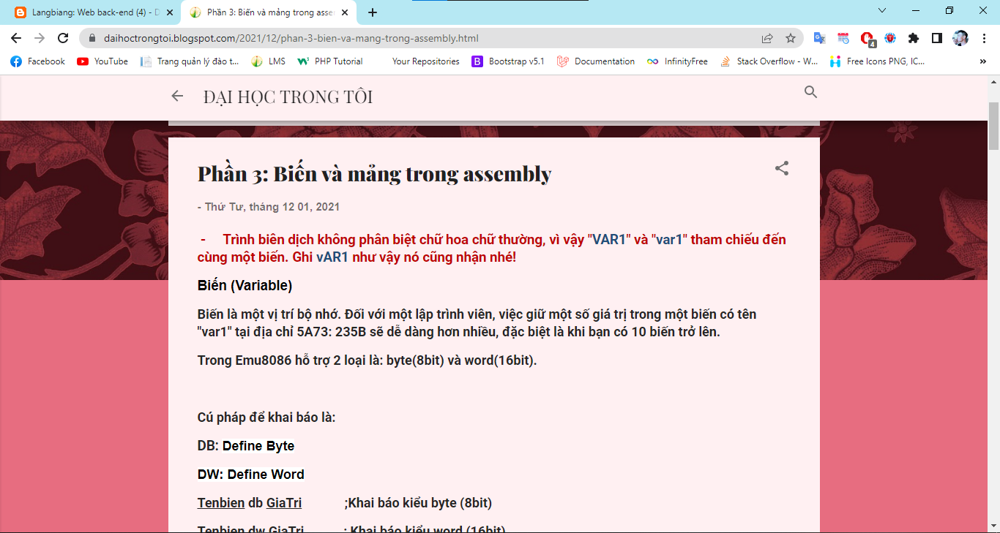 Langbiang: Web back-end (4) - D
Phần 3: Biến và mảng trong asser
daihoctrongtoi.blogspot.com/2021/12/phan-3-bien-va-mang-trong-assembly.html
4
Facebook
YouTube
Trang quản lý đào t...
LMS
PHP Tutorial
Your Repositories
Bootstrap v5.1
Documentation
InfinityFree
Stack Overflow - W...
Free Icons PNG, IC...
»
ĐẠI HỌC TRONG TÔI
Phần 3: Biến và mảng trong assembly
- Thứ Tư, tháng 12 01, 2021
- Trình biên dịch không phân biệt chữ hoa chữ thường, vì vậy "VAR1" và "var1" tham chiếu đến
cùng một biến. Ghi vAR1 như vậy nó cũng nhận nhé!
Biến (Variable)
Biến là một vị trí bộ nhớ. Đối với một lập trình viên, việc giữ một số giá trị trong một biến có tên
"var1" tại địa chỉ 5A73: 235B sẽ dễ dàng hơn nhiều, đặc biệt là khi bạn có 10 biến trở lên.
Trong Emu8086 hỗ trợ 2 loại là: byte(8bit) và word(16bit).
Cú pháp để khai báo là:
DB: Define Byte
DW: Define Word
Tenbien db GiaTri ;Khai báo kiểu byte (8bit)
Tenbien dw GiaTri ; Khai báo kiểu word (16bit)